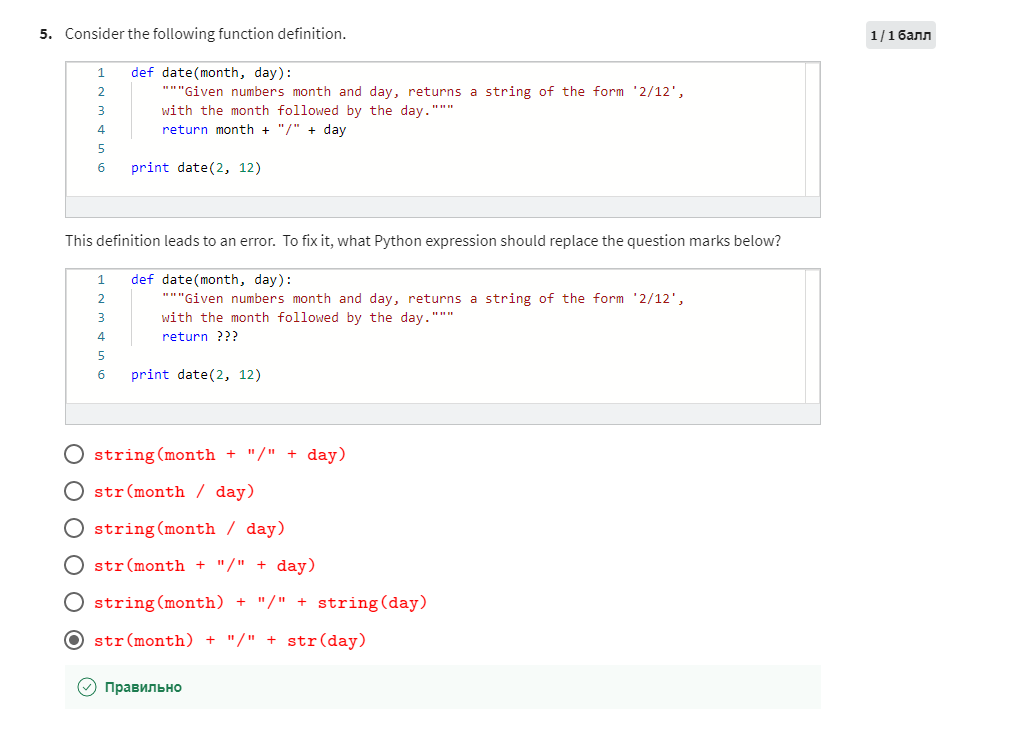 5. Consider the following function definition.
1 / 1 балл
1 def date(month, day):
2 """Given numbers month and day, returns a string of the form '2/12',
3 with the month followed by the day."""
4 return month + "/" + day
5
6 print date(2, 12)
This definition leads to an error.  To fix it, what Python expression should replace the question marks below?
1 def date(month, day):
2 """Given numbers month and day, returns a string of the form '2/12',
3 with the month followed by the day."""
4 return ???
5
6 print date(2, 12)
string(month + "/" + day)
str(month / day)
string(month / day)
str(month + "/" + day)
string(month) + "/" + string(day)
str(month) + "/" + str(day)
Правильно